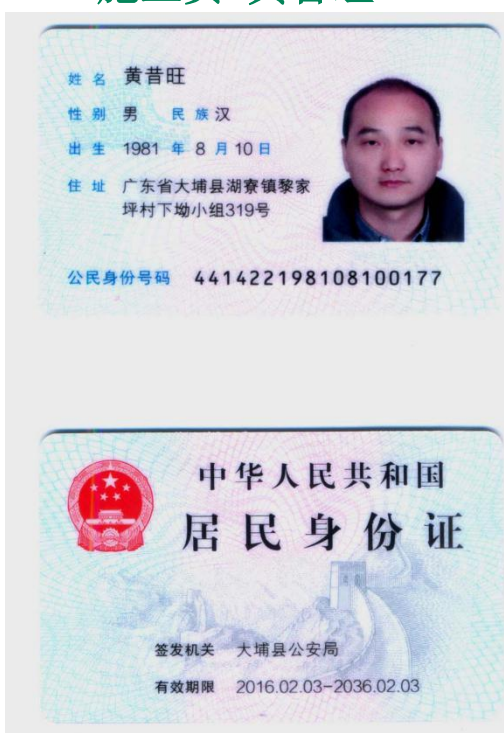 姓名 黄昔旺
性别 男 民族 汉
出生 1981 年 8 月 10 日
住址 广东省大埔县湖寮镇黎家
坪村下坳小组319号
公民身份号码 441422198108100177
中华人民共和国
居民身份证
签发机关 大埔县公安局
有效期限 2016.02.03-2036.02.03